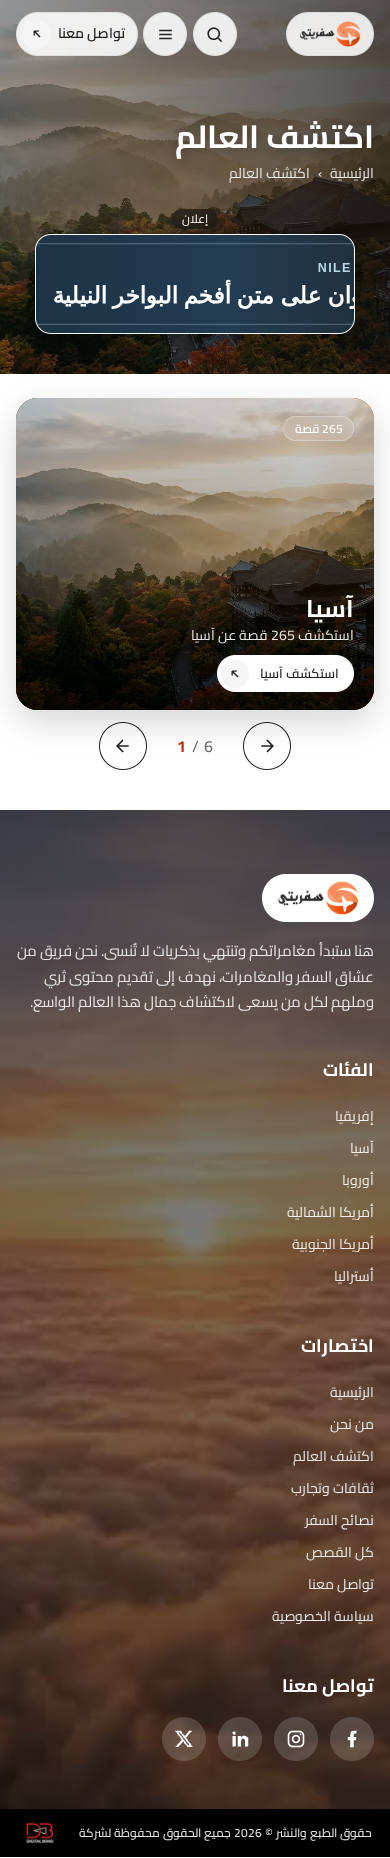 سفريتي
تواصل معنا
اكتشف العالم
الرئيسية › اكتشف العالم
إعلان
NILE
وان على متن أفخم البواخر النيلية
265 قصة
آسيا
استكشف 265 قصة عن آسيا
استكشف آسيا
1 / 6
سفريتي
هنا ستبدأ مغامراتكم وتنتهي بذكريات لا تُنسى. نحن فريق من
عشاق السفر والمغامرات، نهدف إلى تقديم محتوى ثري
وملهم لكل من يسعى لاكتشاف جمال هذا العالم الواسع.
الفئات
إفريقيا
آسيا
أوروبا
أمريكا الشمالية
أمريكا الجنوبية
أستراليا
اختصارات
الرئيسية
من نحن
اكتشف العالم
ثقافات وتجارب
نصائح السفر
كل القصص
تواصل معنا
سياسة الخصوصية
تواصل معنا
حقوق الطبع والنشر © 2026 جميع الحقوق محفوظة لشركة